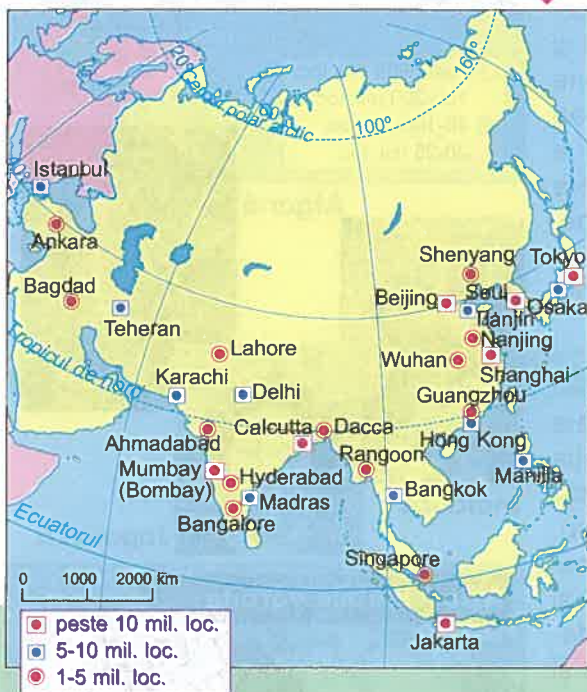 20°
Cercul polar arctic
60°
100°
160°
Istanbul
Ankara
Bagdad
Teheran
Shenyang
Tokyo
Beijing
Seul
Osaka
Tianjin
Nanjing
Wuhan
Shanghai
Lahore
Tropicul de nord
Karachi
Delhi
Guangzhou
Ahmadabad
Calcutta
Dacca
Hong Kong
Mumbay
(Bombay)
Hyderabad
Rangoon
Manilla
Madras
Bangkok
Bangalore
Ecuatorul
Singapore
0 1000 2000 km
Jakarta
peste 10 mil. loc.
5-10 mil. loc.
1-5 mil. loc.